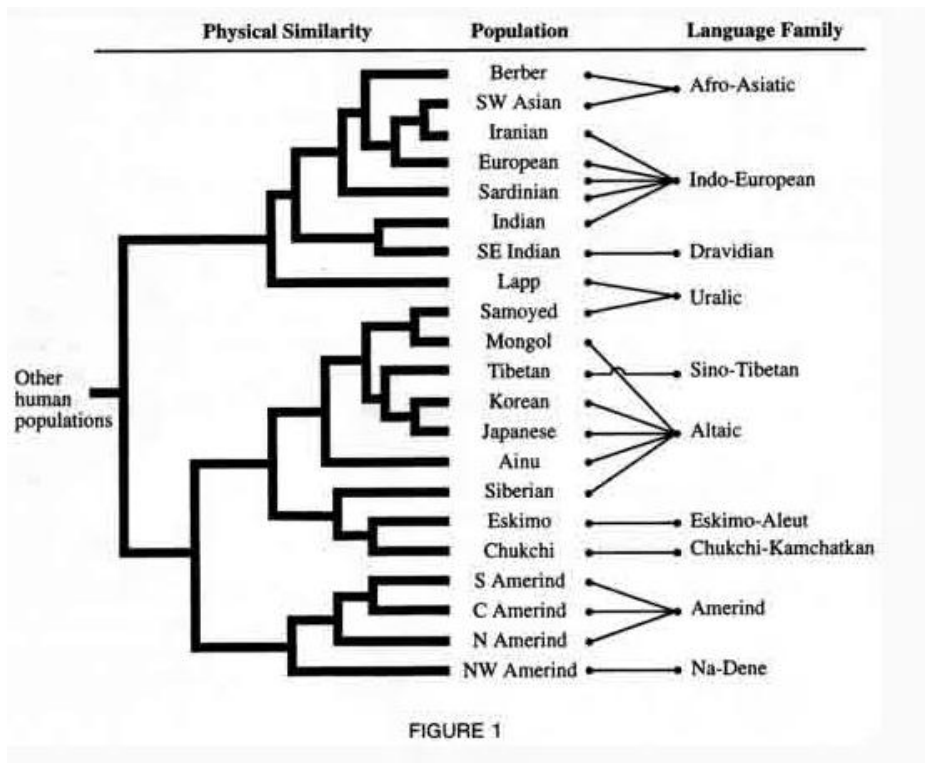 Physical Similarity Population Language Family
Berber
Afro-Asiatic
SW Asian
Iranian
European
Indo-European
Sardinian
Indian
SE Indian Dravidian
Lapp
Uralic
Samoyed
Mongol
Tibetan Sino-Tibetan
Other
human
populations
Korean
Japanese Altaic
Ainu
Siberian
Eskimo Eskimo-Aleut
Chukchi Chukchi-Kamchatkan
S Amerind
C Amerind Amerind
N Amerind
NW Amerind Na-Dene
FIGURE 1